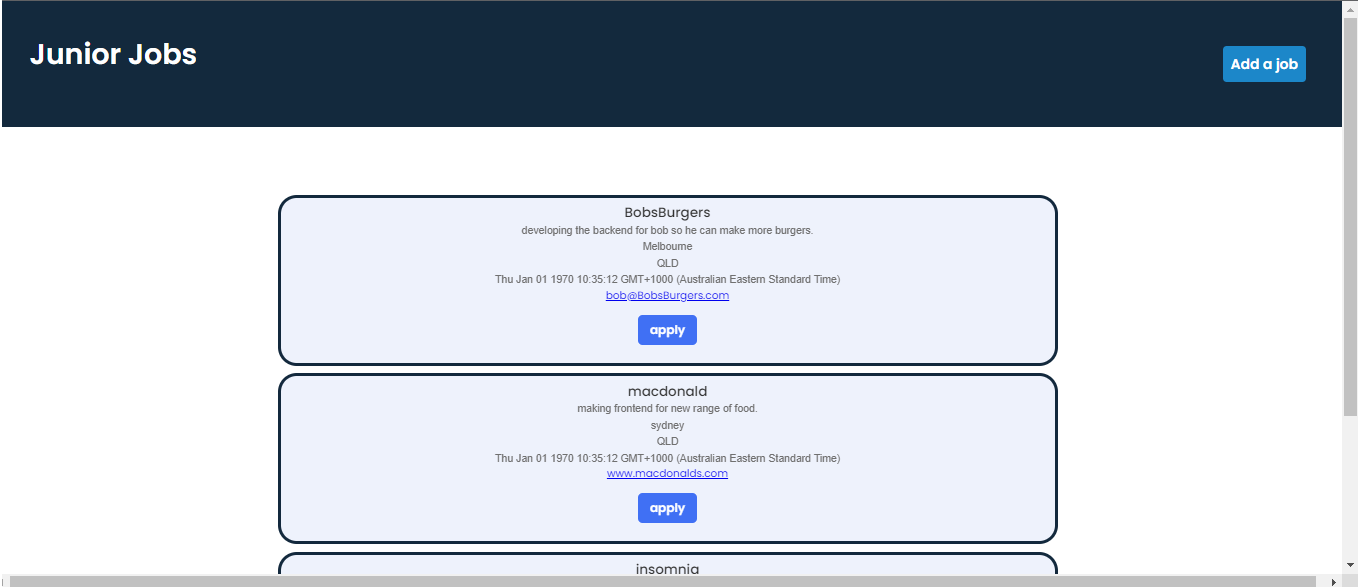 Junior Jobs
Add a job
BobsBurgers
developing the backend for bob so he can make more burgers.
Melbourne
QLD
Thu Jan 01 1970 10:35:12 GMT+1000 (Australian Eastern Standard Time)
bob@BobsBurgers.com
apply
macdonald
making frontend for new range of food.
sydney
QLD
Thu Jan 01 1970 10:35:12 GMT+1000 (Australian Eastern Standard Time)
www.macdonalds.com
apply
insomnia